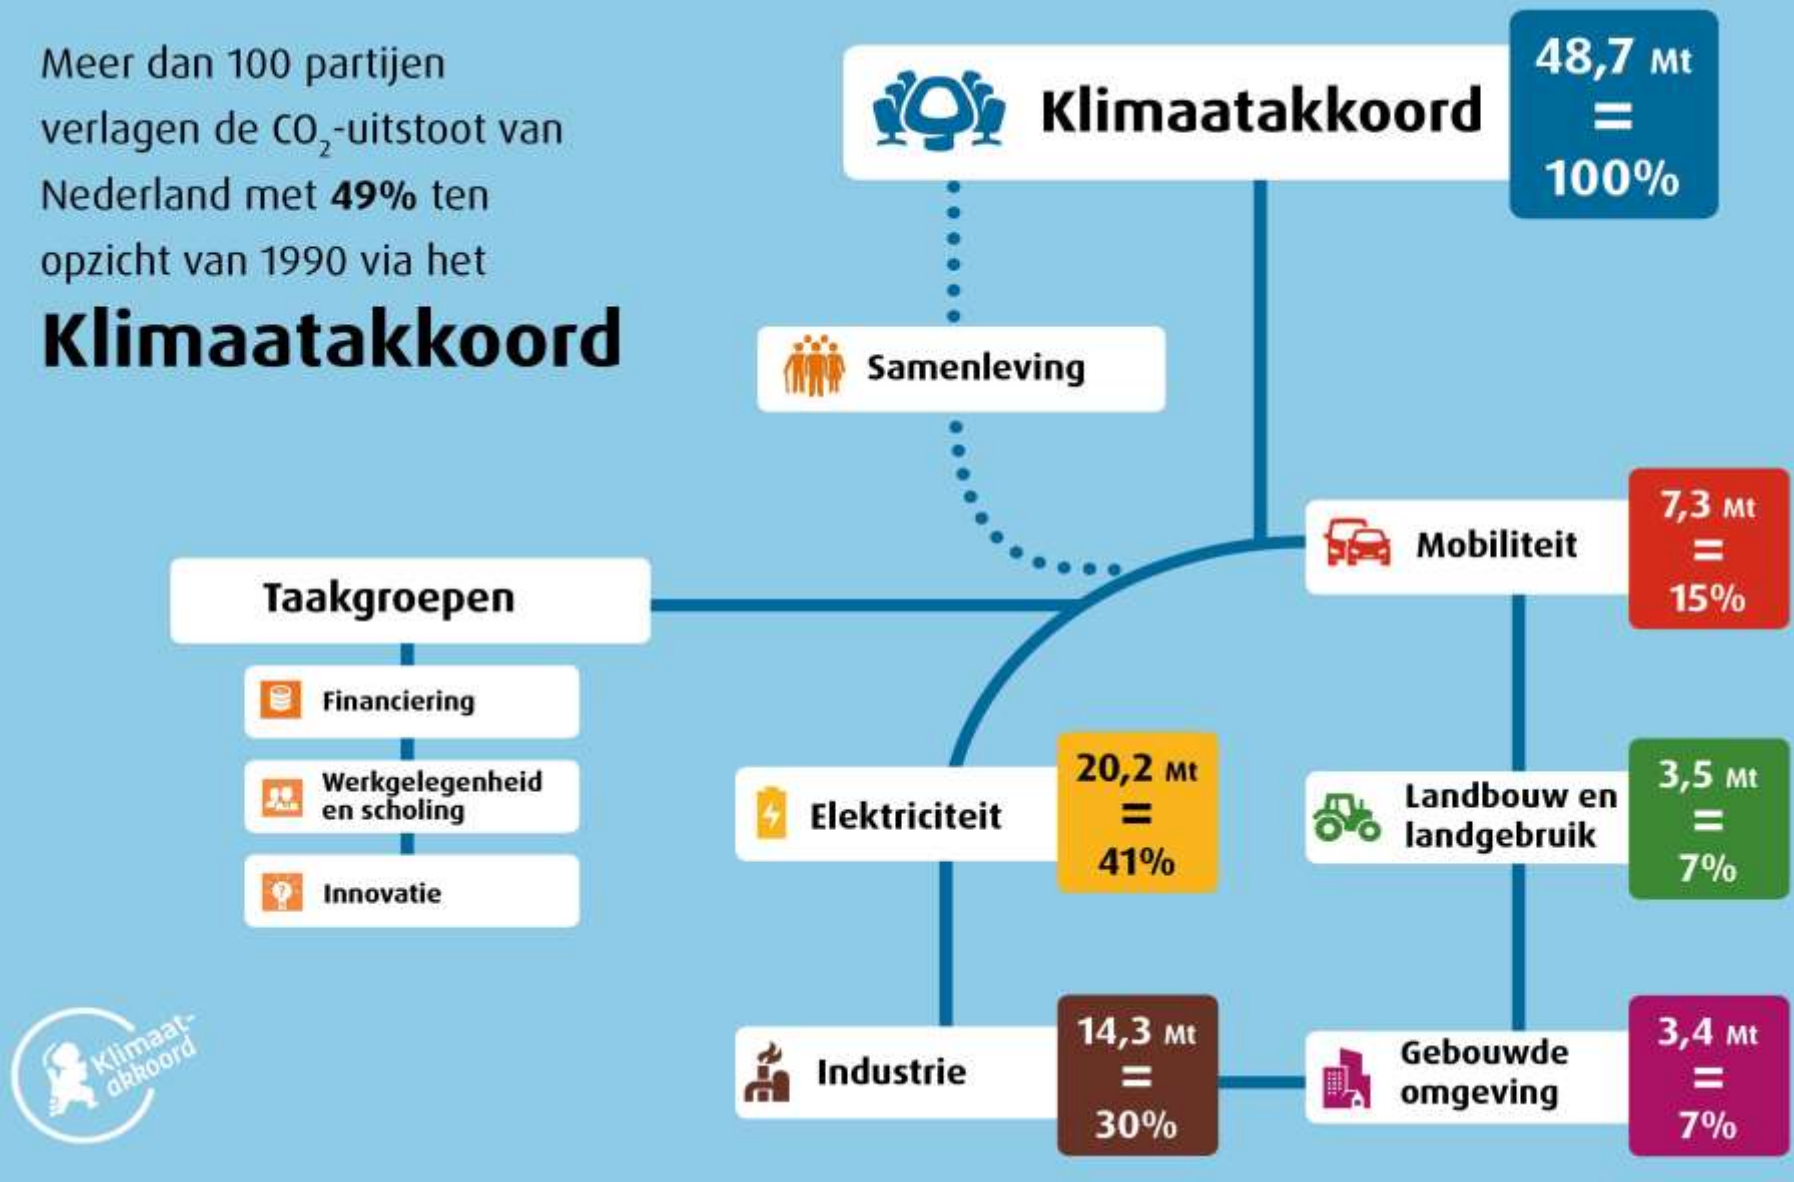 Meer dan 100 partijen
verlagen de CO₂-uitstoot van
Nederland met 49% ten
opzicht van 1990 via het
Klimaatakkoord
Klimaatakkoord
48,7 Mt
=
100%
Samenleving
Mobiliteit
7,3 Mt
=
15%
Taakgroepen
Financiering
Werkgelegenheid
en scholing
Innovatie
Elektriciteit
20,2 Mt
=
41%
Landbouw en
landgebruik
3,5 Mt
=
7%
Industrie
14,3 Mt
=
30%
Gebouwde
omgeving
3,4 Mt
=
7%
Klimaat-
akkoord